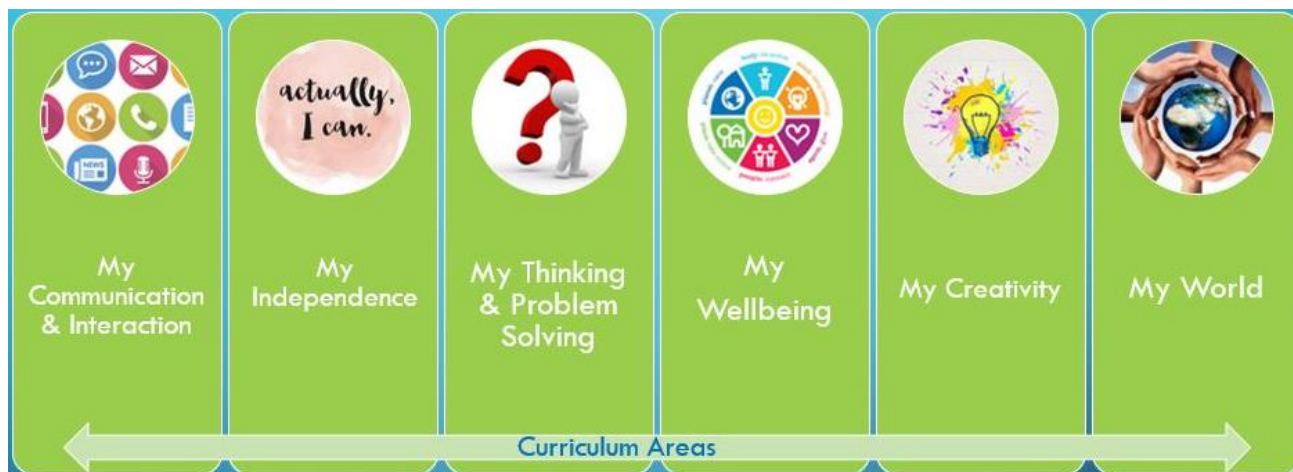 NEWS
actually,
I can.
My
Communication
& Interaction
My
Independence
My Thinking
& Problem
Solving
My
Wellbeing
My Creativity
My World
Curriculum Areas